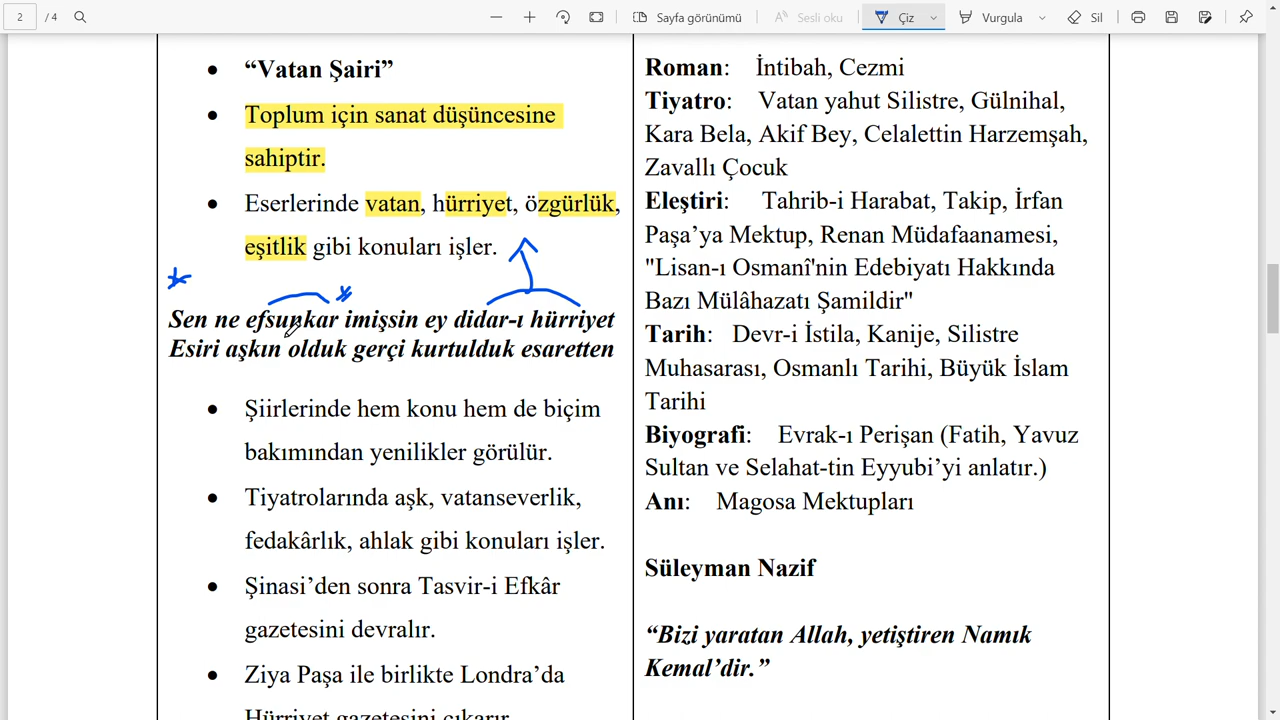 2 / 4 Sayfa görünümü Sesli oku Çiz Vurgula Sil
• “Vatan Şairi”
• Toplum için sanat düşüncesine
sahiptir.
• Eserlerinde vatan, hürriyet, özgürlük,
eşitlik gibi konuları işler.
Sen ne efsunkar imişsin ey didar-ı hürriyet
Esiri aşkın olduk gerçi kurtulduk esaretten
• Şiirlerinde hem konu hem de biçim
bakımından yenilikler görülür.
• Tiyatrolarında aşk, vatanseverlik,
fedakârlık, ahlak gibi konuları işler.
• Şinasi’den sonra Tasvir-i Efkâr
gazetesini devralır.
• Ziya Paşa ile birlikte Londra’da
Hürriyet gazetesini çıkarır.
Roman: İntibah, Cezmi
Tiyatro: Vatan yahut Silistre, Gülnihal,
Kara Bela, Akif Bey, Celalettin Harzemşah,
Zavallı Çocuk
Eleştiri: Tahrib-i Harabat, Takip, İrfan
Paşa’ya Mektup, Renan Müdafaanamesi,
"Lisan-ı Osmanî'nin Edebiyatı Hakkında
Bazı Mülâhazatı Şamildir"
Tarih: Devr-i İstila, Kanije, Silistre
Muhasarası, Osmanlı Tarihi, Büyük İslam
Tarihi
Biyografi: Evrak-ı Perişan (Fatih, Yavuz
Sultan ve Selahat-tin Eyyubi’yi anlatır.)
Anı: Magosa Mektupları
Süleyman Nazif
“Bizi yaratan Allah, yetiştiren Namık
Kemal’dir.”